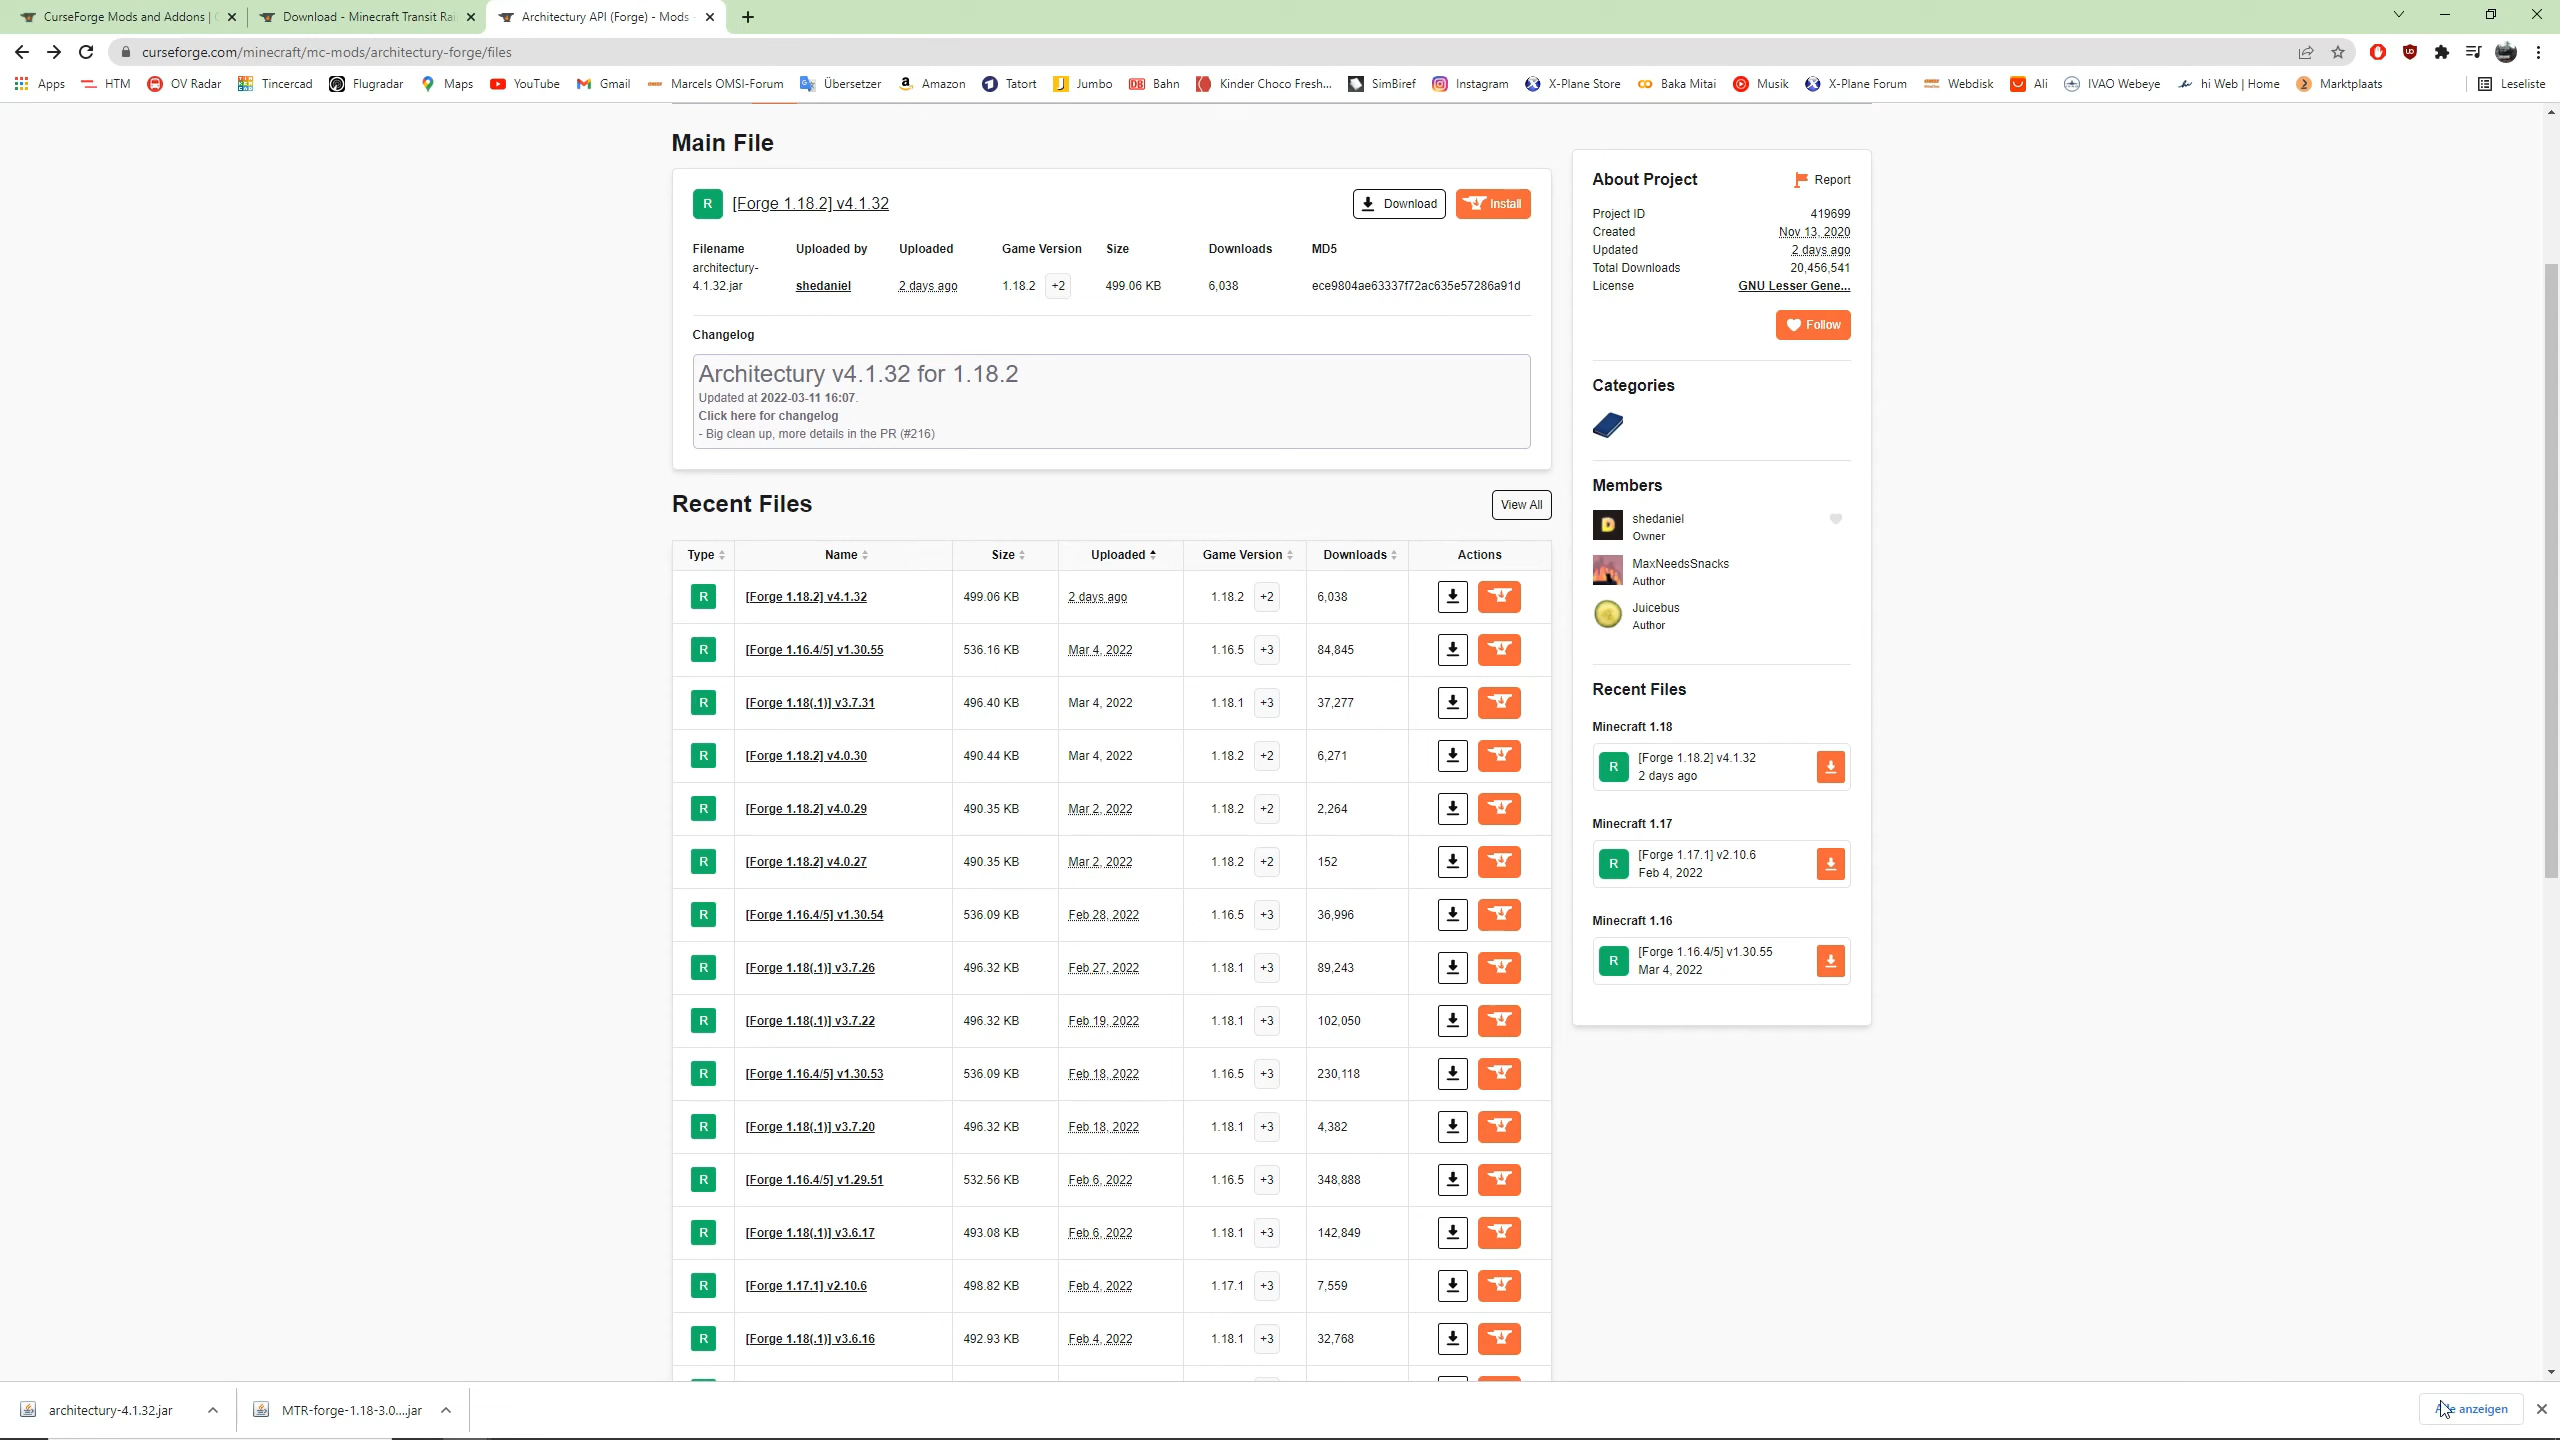 CurseForge Mods and Addons |
Download - Minecraft Transit Rai
Architectury API (Forge) - Mods -
curseforge.com/minecraft/mc-mods/architectury-forge/files
Apps HTM OV Radar Tincercad Flugradar Maps YouTube Gmail Marcels OMSI-Forum Übersetzer Amazon Tatort Jumbo Bahn Kinder Choco Fresh... SimBiref Instagram X-Plane Store Baka Mitai Musik X-Plane Forum Webdisk Ali IVAO Webeye hi Web | Home Marktplaats Leseliste
Main File
R [Forge 1.18.2] v4.1.32 Download Install
Filename Uploaded by Uploaded Game Version Size Downloads MD5
architectury-
4.1.32.jar shedaniel 2 days ago 1.18.2 +2 499.06 KB 6,038 ece9804ae63337f72ac635e57286a91d
Changelog
Architectury v4.1.32 for 1.18.2
Updated at 2022-03-11 16:07.
Click here for changelog
- Big clean up, more details in the PR (#216)
Recent Files View All
Type Name Size Uploaded Game Version Downloads Actions
R [Forge 1.18.2] v4.1.32 499.06 KB 2 days ago 1.18.2 +2 6,038
R [Forge 1.16.4/5] v1.30.55 536.16 KB Mar 4, 2022 1.16.5 +3 84,845
R [Forge 1.18(.1)] v3.7.31 496.40 KB Mar 4, 2022 1.18.1 +3 37,277
R [Forge 1.18.2] v4.0.30 490.44 KB Mar 4, 2022 1.18.2 +2 6,271
R [Forge 1.18.2] v4.0.29 490.35 KB Mar 2, 2022 1.18.2 +2 2,264
R [Forge 1.18.2] v4.0.27 490.35 KB Mar 2, 2022 1.18.2 +2 152
R [Forge 1.16.4/5] v1.30.54 536.09 KB Feb 28, 2022 1.16.5 +3 36,996
R [Forge 1.18(.1)] v3.7.26 496.32 KB Feb 27, 2022 1.18.1 +3 89,243
R [Forge 1.18(.1)] v3.7.22 496.32 KB Feb 19, 2022 1.18.1 +3 102,050
R [Forge 1.16.4/5] v1.30.53 536.09 KB Feb 18, 2022 1.16.5 +3 230,118
R [Forge 1.18(.1)] v3.7.20 496.32 KB Feb 18, 2022 1.18.1 +3 4,382
R [Forge 1.16.4/5] v1.29.51 532.56 KB Feb 6, 2022 1.16.5 +3 348,888
R [Forge 1.18(.1)] v3.6.17 493.08 KB Feb 6, 2022 1.18.1 +3 142,849
R [Forge 1.17.1] v2.10.6 498.82 KB Feb 4, 2022 1.17.1 +3 7,559
R [Forge 1.18(.1)] v3.6.16 492.93 KB Feb 4, 2022 1.18.1 +3 32,768
About Project Report
Project ID 419699
Created Nov 13, 2020
Updated 2 days ago
Total Downloads 20,456,541
License GNU Lesser Gene...
Follow
Categories
Members
D shedaniel
Owner
MaxNeedsSnacks
Author
Juicebus
Author
Recent Files
Minecraft 1.18
R [Forge 1.18.2] v4.1.32
2 days ago
Minecraft 1.17
R [Forge 1.17.1] v2.10.6
Feb 4, 2022
Minecraft 1.16
R [Forge 1.16.4/5] v1.30.55
Mar 4, 2022
architectury-4.1.32.jar MTR-forge-1.18-3.0....jar anzeigen